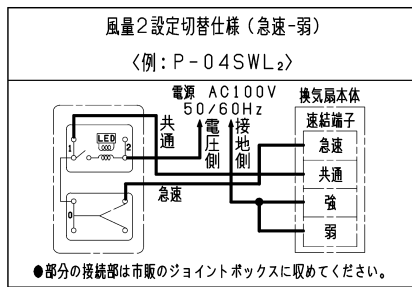 風量2設定切替仕様（急速-弱）
〈例：P-04SWL₂〉
電源 AC100V
50/60Hz
換気扇本体
速結端子
急速
共通
強
弱
共通
電圧側
接地側
急速
LED
1
2
0
●部分の接続部は市販のジョイントボックスに収めてください。